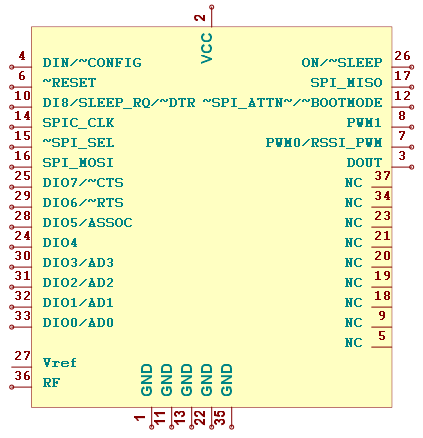 2
VCC
4 DIN/~CONFIG ON/~SLEEP 26
6 ~RESET SPI_MISO 17
10 DI8/SLEEP_RQ/~DTR ~SPI_ATTN~/~BOOTMODE 12
14 SPIC_CLK PWM1 8
15 ~SPI_SEL PWM0/RSSI_PWM 7
16 SPI_MOSI DOUT 3
25 DIO7/~CTS NC 37
29 DIO6/~RTS NC 34
28 DIO5/ASSOC NC 23
24 DIO4 NC 21
30 DIO3/AD3 NC 20
31 DIO2/AD2 NC 19
32 DIO1/AD1 NC 18
33 DIO0/AD0 NC 9
NC 5
27 Vref
36 RF
GND GND GND GND GND
1 11 13 22 35